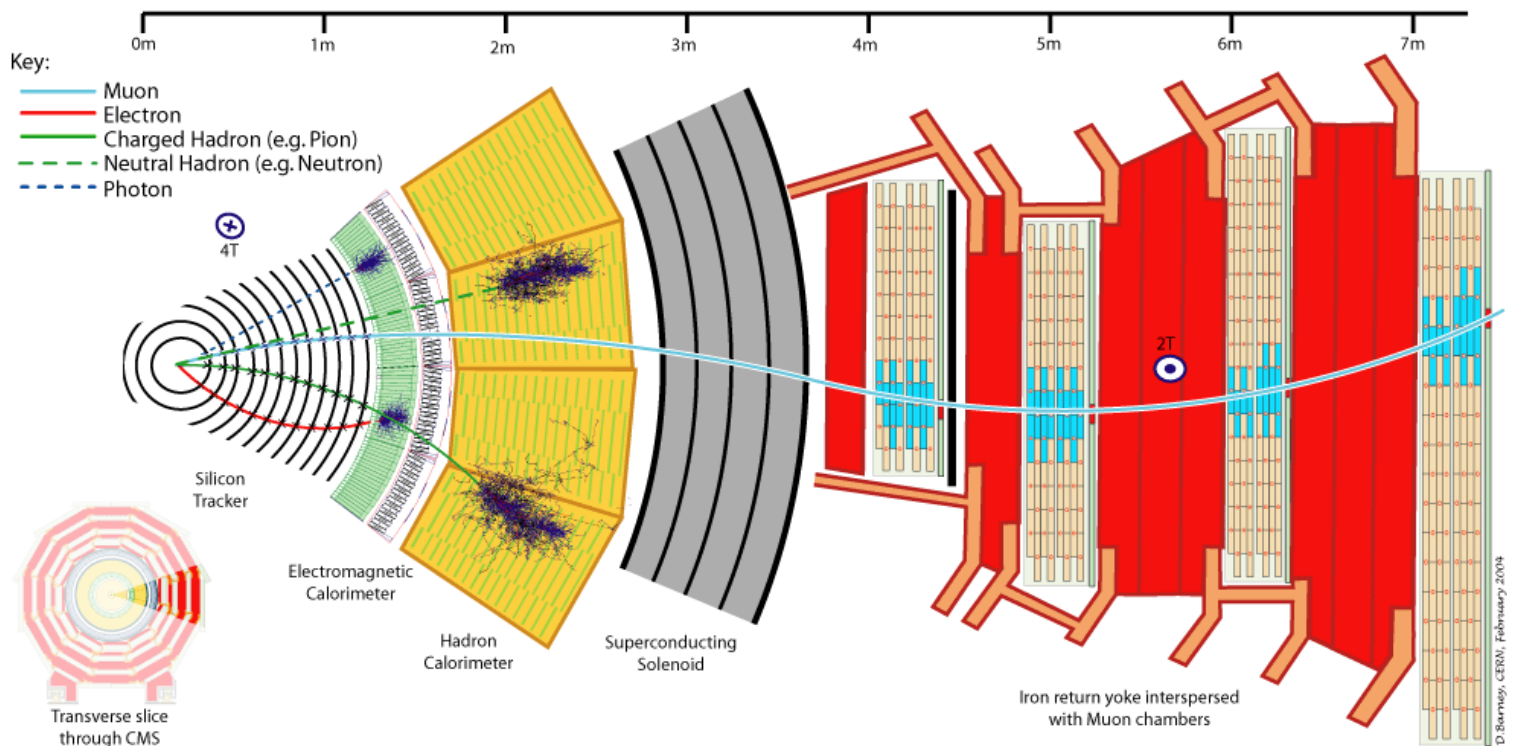 0m 1m 2m 3m 4m 5m 6m 7m
Key:
Muon
Electron
Charged Hadron (e.g. Pion)
Neutral Hadron (e.g. Neutron)
Photon
4T
2T
Silicon
Tracker
Electromagnetic
Calorimeter
Hadron
Calorimeter
Superconducting
Solenoid
Iron return yoke interspersed
with Muon chambers
Transverse slice
through CMS
D.Barney, CERN, February 2004